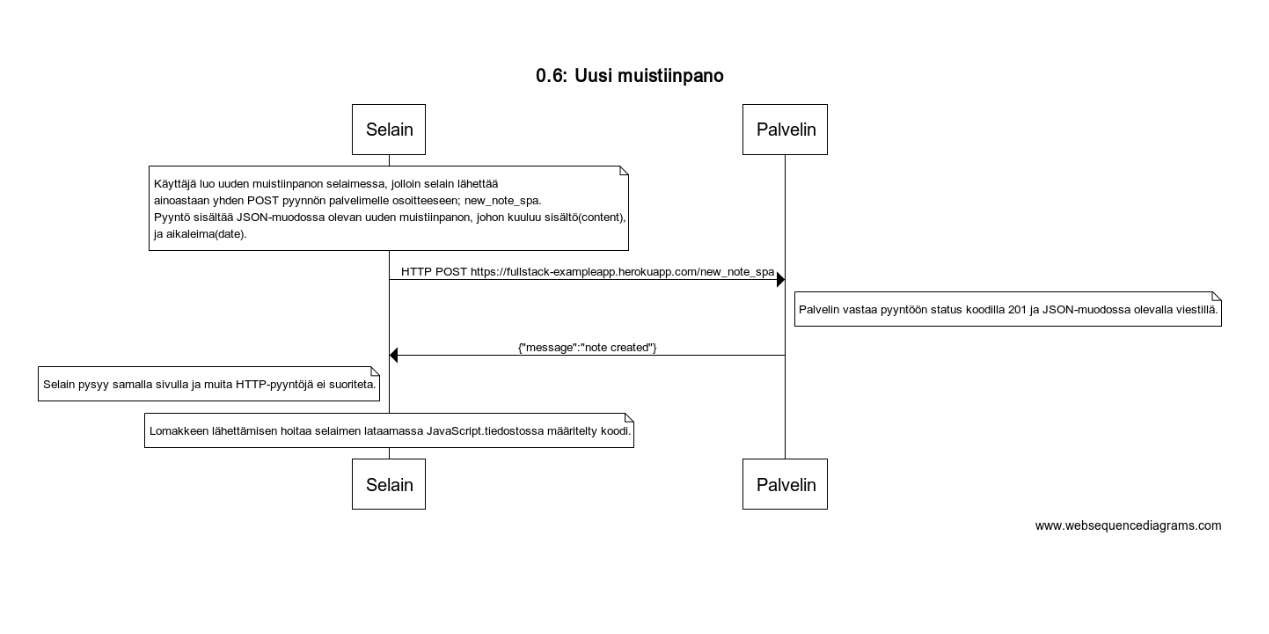 0.6: Uusi muistiinpano
Selain
Palvelin
Käyttäjä luo uuden muistiinpanon selaimessa, jolloin selain lähettää
ainoastaan yhden POST pyynnön palvelimelle osoitteeseen; new_note_spa.
Pyyntö sisältää JSON-muodossa olevan uuden muistiinpanon, johon kuuluu sisältö(content),
ja aikaleima(date).
HTTP POST https://fullstack-exampleapp.herokuapp.com/new_note_spa
Palvelin vastaa pyyntöön status koodilla 201 ja JSON-muodossa olevalla viestillä.
{"message":"note created"}
Selain pysyy samalla sivulla ja muita HTTP-pyyntöjä ei suoriteta.
Lomakkeen lähettämisen hoitaa selaimen lataamassa JavaScript.tiedostossa määritelty koodi.
Selain
Palvelin
www.websequencediagrams.com